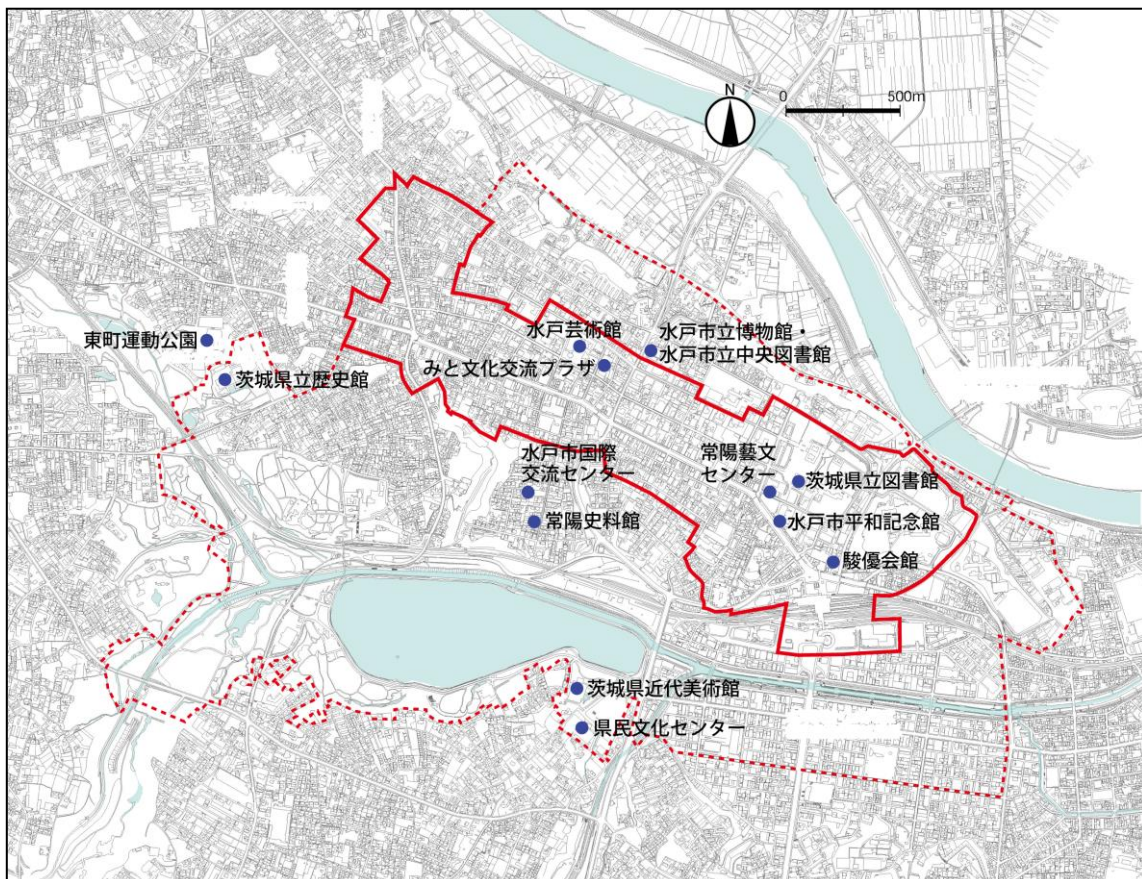 N
0 500m
水戸芸術館
水戸市立博物館・
水戸市立中央図書館
東町運動公園
みと文化交流プラザ
茨城県立歴史館
水戸市国際
交流センター
常陽藝文
センター
茨城県立図書館
常陽史料館
水戸市平和記念館
駿優会館
茨城県近代美術館
県民文化センター